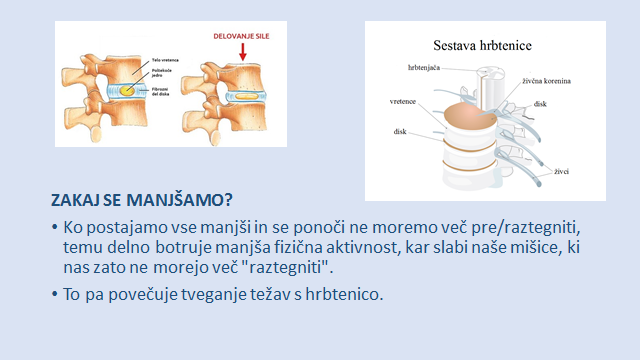 DELOVANJE SILE
Telo vretenca
Poltekoče
jedro
Fibrozni
del diska
Sestava hrbtenice
hrbtenjača
živčna korenina
vretence
disk
disk
živci
ZAKAJ SE MANJŠAMO?
• Ko postajamo vse manjši in se ponoči ne moremo več pre/raztegniti,
temu delno botruje manjša fizična aktivnost, kar slabi naše mišice, ki
nas zato ne morejo več "raztegniti".
• To pa povečuje tveganje težav s hrbtenico.